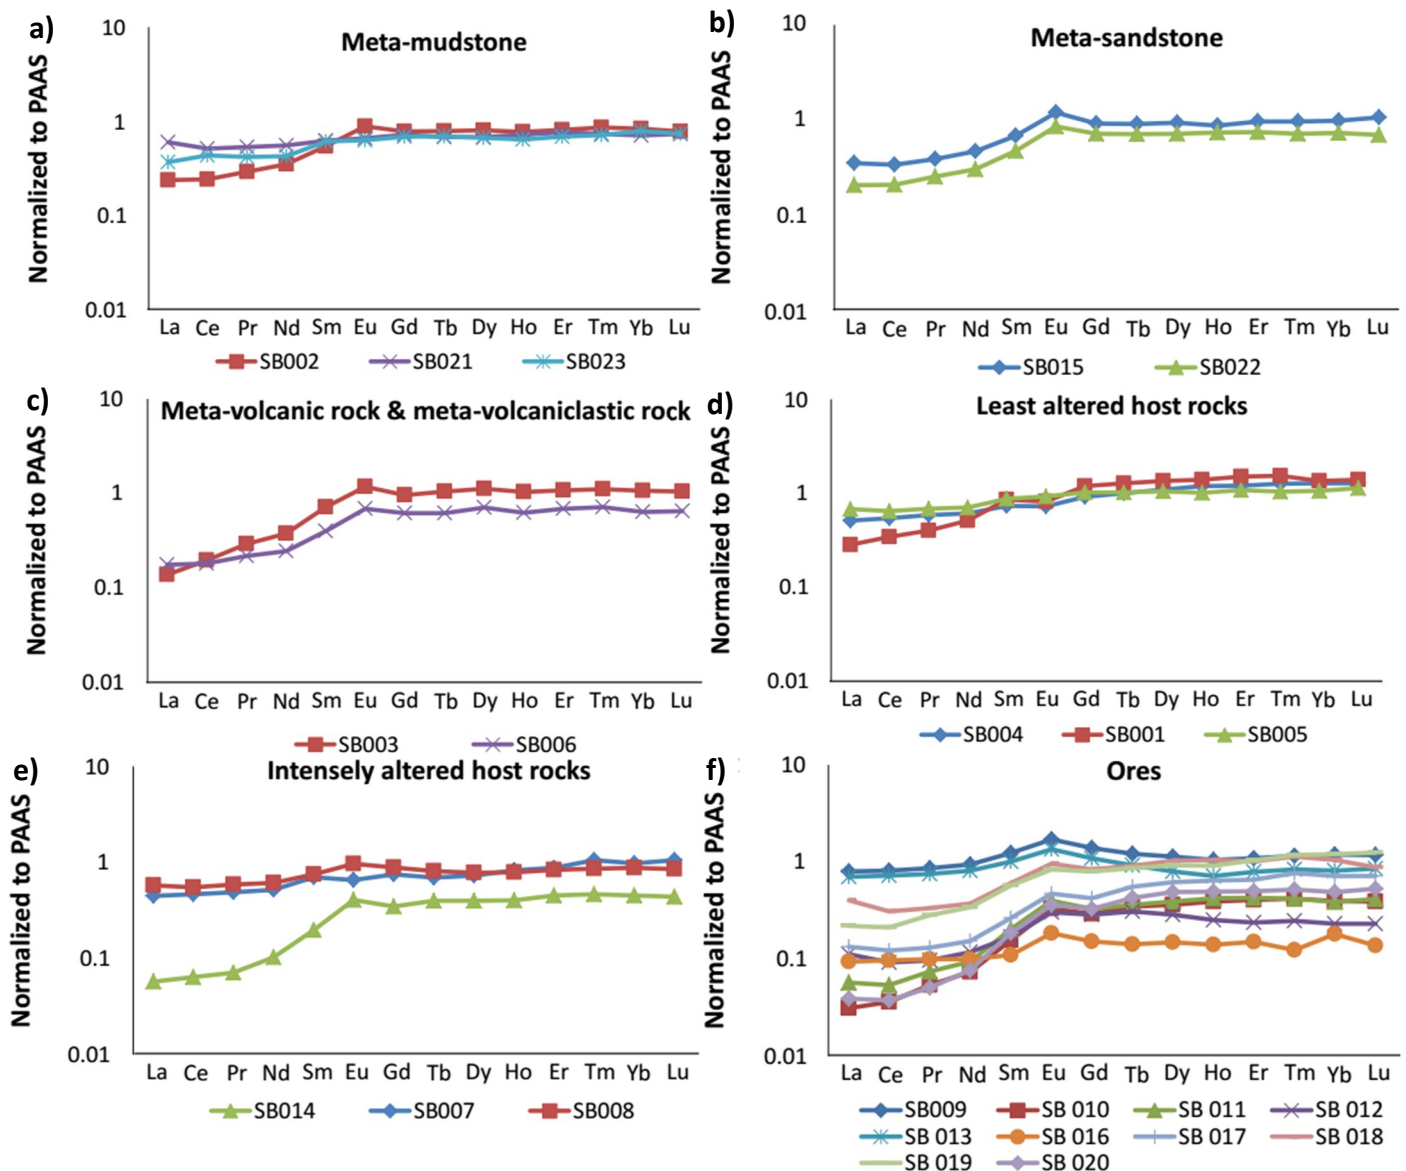 a)
Meta-mudstone
Normalized to PAAS
10
1
0.1
0.01
La Ce Pr Nd Sm Eu Gd Tb Dy Ho Er Tm Yb Lu
SB002 SB021 SB023
b)
Meta-sandstone
Normalized to PAAS
10
1
0.1
0.01
La Ce Pr Nd Sm Eu Gd Tb Dy Ho Er Tm Yb Lu
SB015 SB022
c)
Meta-volcanic rock & meta-volcaniclastic rock
Normalized to PAAS
10
1
0.1
0.01
La Ce Pr Nd Sm Eu Gd Tb Dy Ho Er Tm Yb Lu
SB003 SB006
d)
Least altered host rocks
Normalized to PAAS
10
1
0.1
0.01
La Ce Pr Nd Sm Eu Gd Tb Dy Ho Er Tm Yb Lu
SB004 SB001 SB005
e)
Intensely altered host rocks
Normalized to PAAS
10
1
0.1
0.01
La Ce Pr Nd Sm Eu Gd Tb Dy Ho Er Tm Yb Lu
SB014 SB007 SB008
f)
Ores
Normalized to PAAS
10
1
0.1
0.01
La Ce Pr Nd Sm Eu Gd Tb Dy Ho Er Tm Yb Lu
SB009 SB 010 SB 011 SB 012
SB 013 SB 016 SB 017 SB 018
SB 019 SB 020